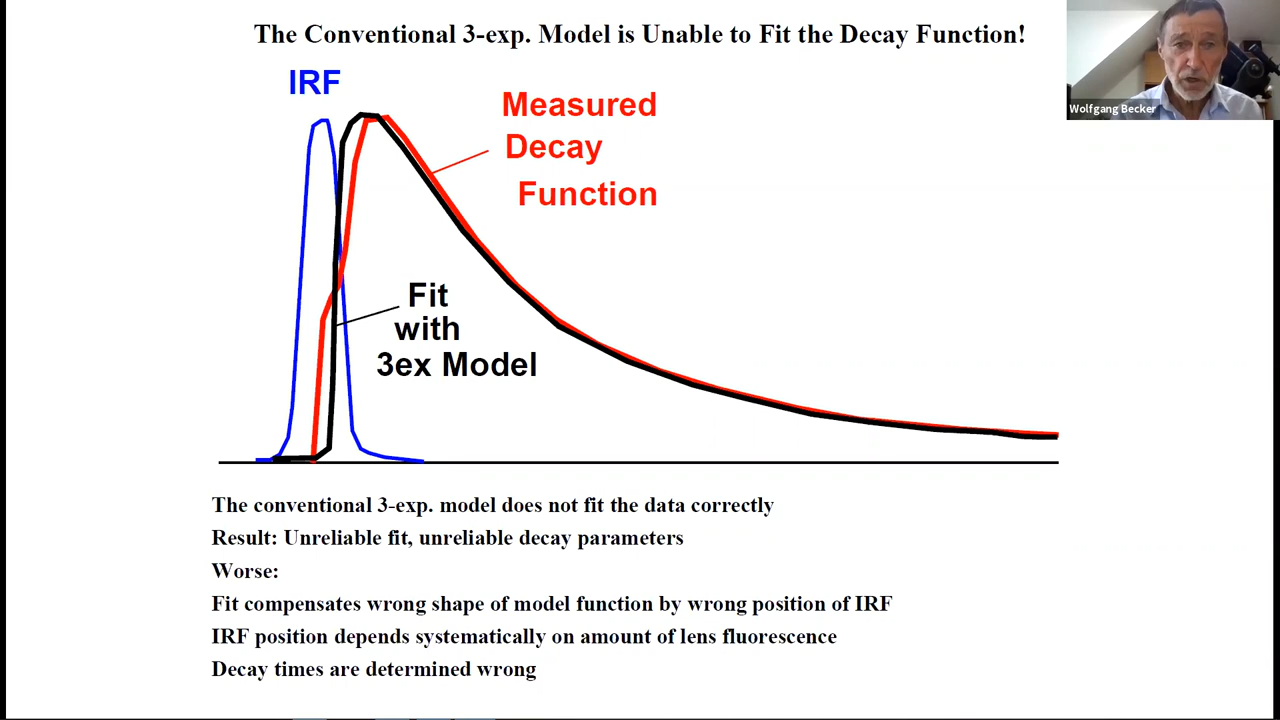 The Conventional 3-exp. Model is Unable to Fit the Decay Function!
IRF
Measured
Decay
Function
Fit
with
3ex Model
Wolfgang Becker
The conventional 3-exp. model does not fit the data correctly
Result: Unreliable fit, unreliable decay parameters
Worse:
Fit compensates wrong shape of model function by wrong position of IRF
IRF position depends systematically on amount of lens fluorescence
Decay times are determined wrong